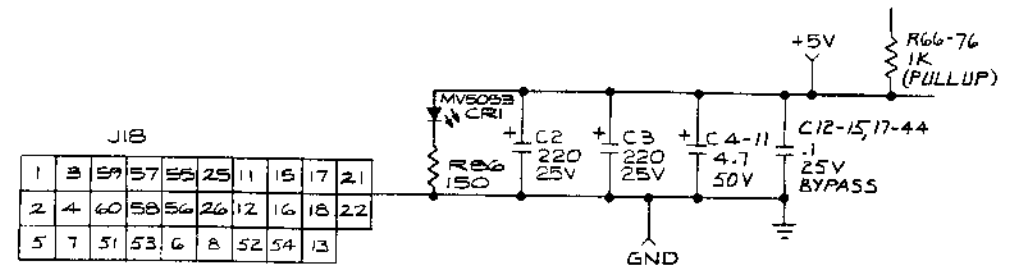 +5V
R66-76
1K
(PULLUP)
MV5053
CR1
R86
150
+ C2
220
25V
+ C3
220
25V
+ C4-11
4.7
50V
C12-15,17-44
.1
25V
BYPASS
GND
J18
1 3 59 57 55 25 11 15 17 21
2 4 60 58 56 26 12 16 18 22
5 7 51 53 6 8 52 54 13